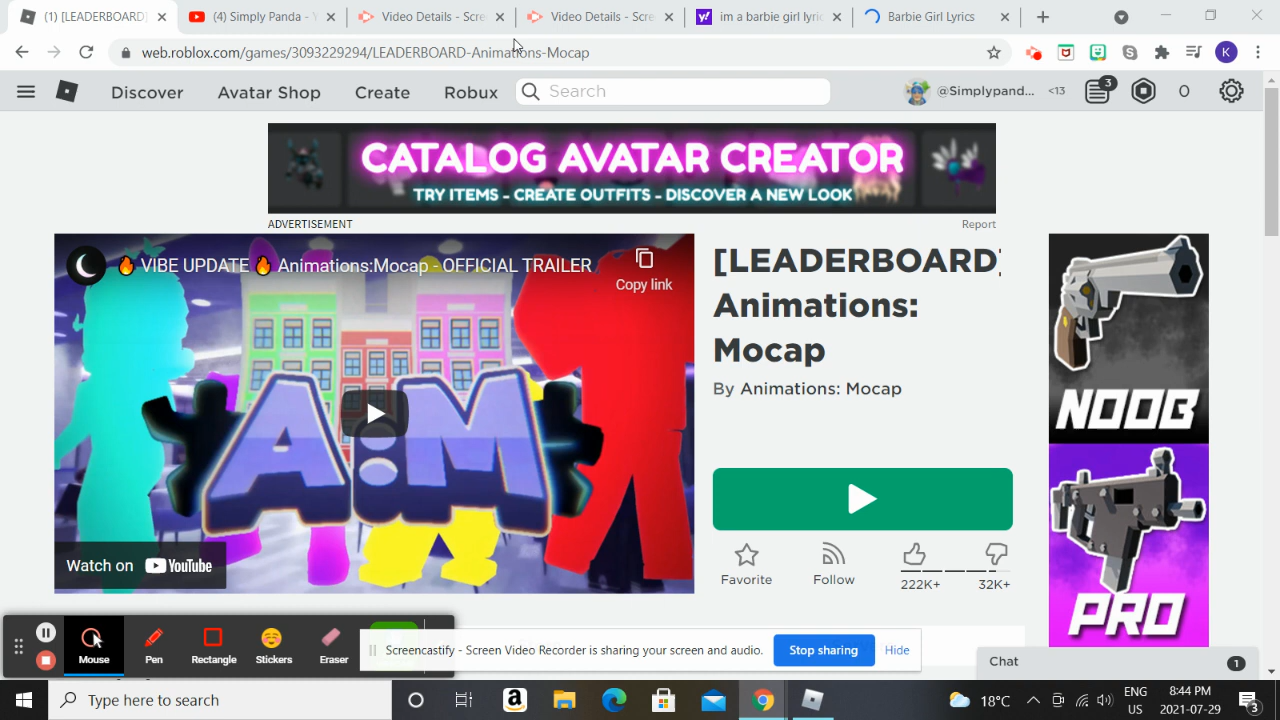 (1) [LEADERBOARD]
(4) Simply Panda - Y
Video Details - Scre
Video Details - Scre
im a barbie girl lyric
Barbie Girl Lyrics
web.roblox.com/games/3093229294/LEADERBOARD-Animations-Mocap
K
Discover
Avatar Shop
Create
Robux
Search
@Simplypand...
<13
3
0
CATALOG AVATAR CREATOR
TRY ITEMS - CREATE OUTFITS - DISCOVER A NEW LOOK
ADVERTISEMENT
Report
🔥 VIBE UPDATE 🔥 Animations:Mocap - OFFICIAL TRAILER
Copy link
A:M
Watch on YouTube
[LEADERBOARD]
Animations:
Mocap
By Animations: Mocap
Favorite
Follow
222K+
32K+
NOOB
PRO
Mouse
Pen
Rectangle
Stickers
Eraser
Screencastify - Screen Video Recorder is sharing your screen and audio.
Stop sharing
Hide
Chat
1
Type here to search
18°C
ENG
US
8:44 PM
2021-07-29
3